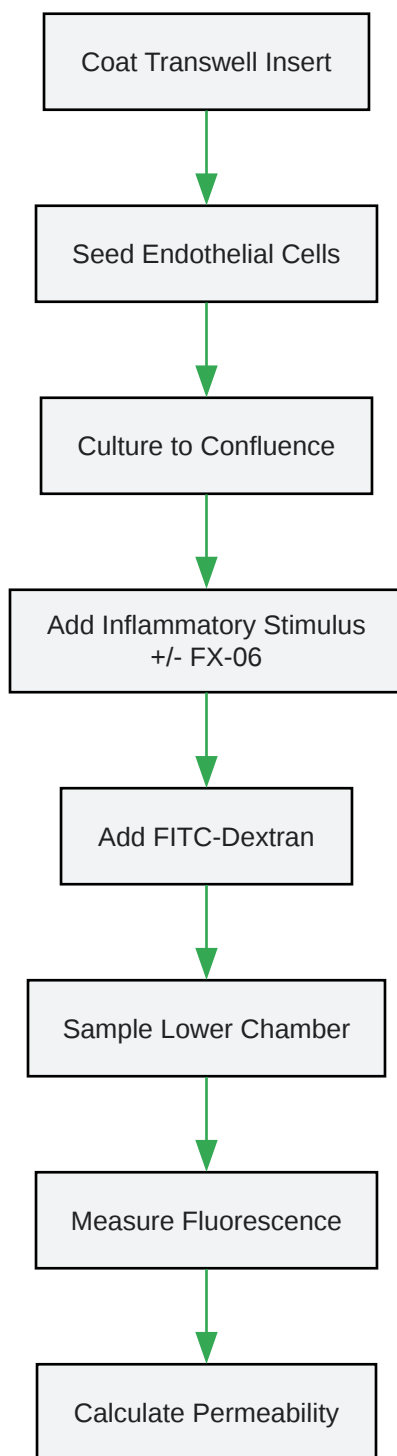 Coat Transwell Insert
Seed Endothelial Cells
Culture to Confluence
Add Inflammatory Stimulus
+/- FX-06
Add FITC-Dextran
Sample Lower Chamber
Measure Fluorescence
Calculate Permeability